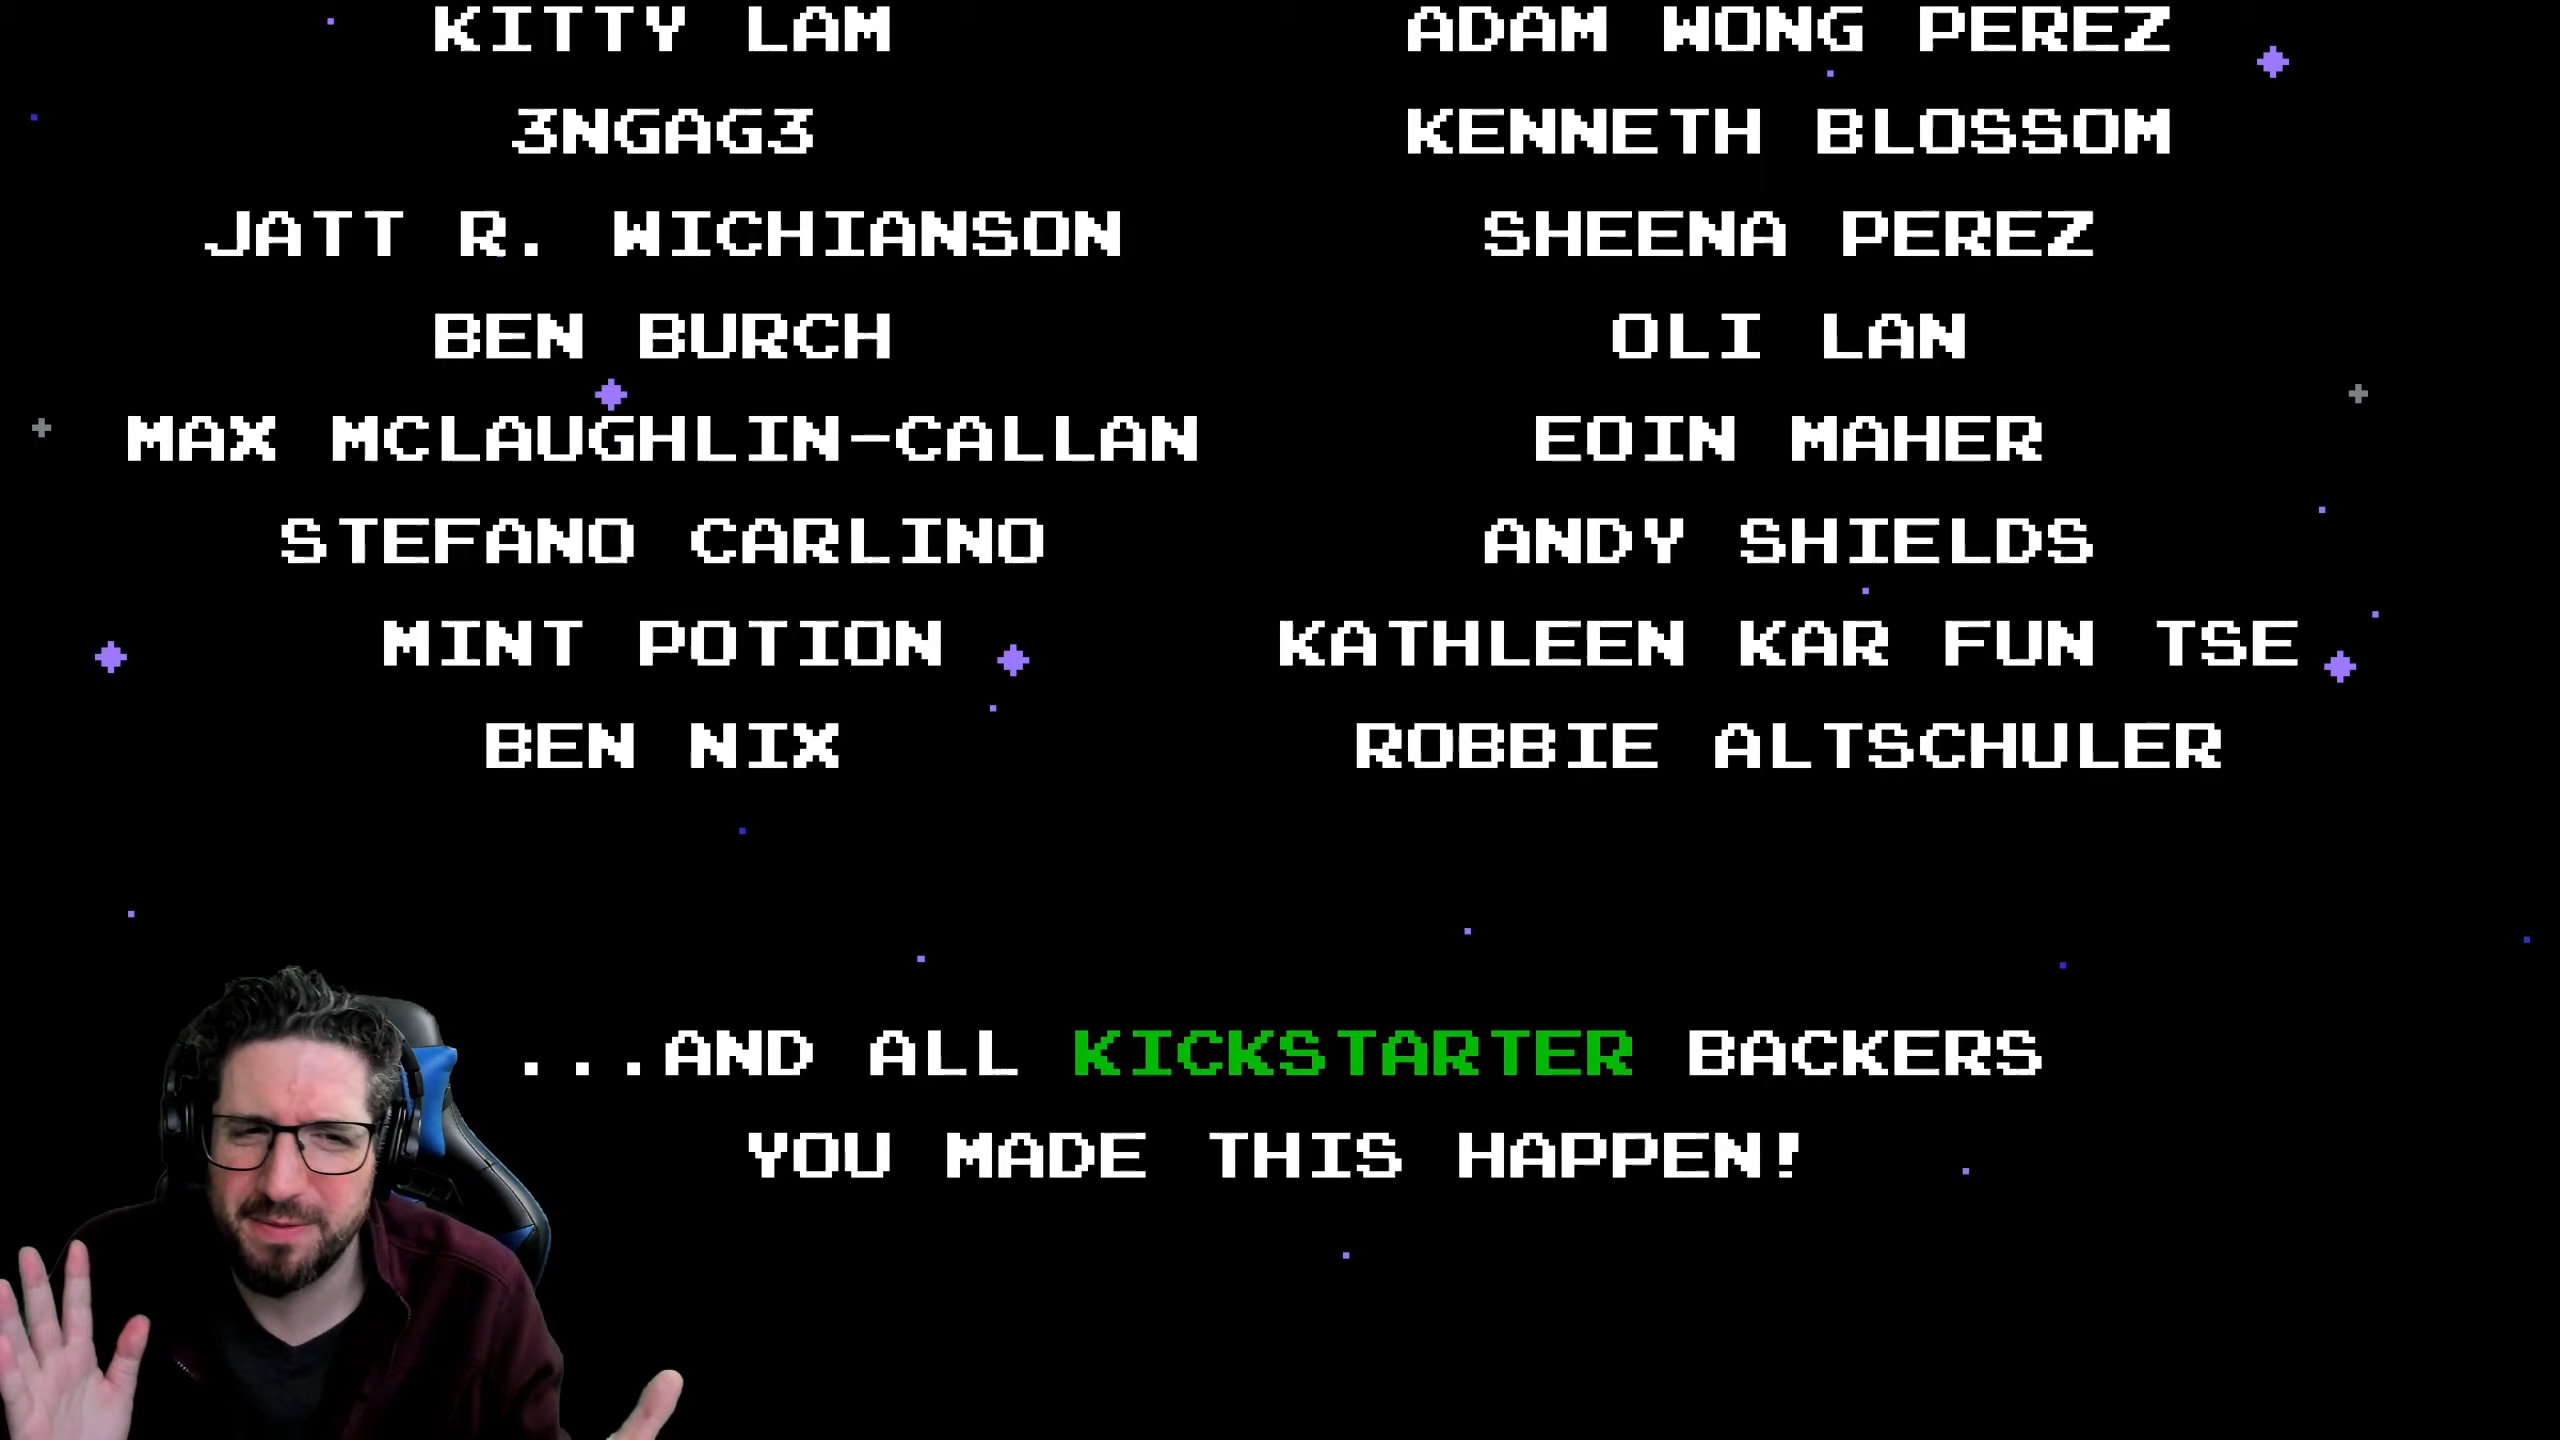 KITTY LAM
ADAM WONG PEREZ
3NGAG3
KENNETH BLOSSOM
JATT R. WICHIANSON
SHEENA PEREZ
BEN BURCH
OLI LAN
MAX MCLAUGHLIN-CALLAN
EOIN MAHER
STEFANO CARLINO
ANDY SHIELDS
MINT POTION
KATHLEEN KAR FUN TSE
BEN NIX
ROBBIE ALTSCHULER
...AND ALL KICKSTARTER BACKERS
YOU MADE THIS HAPPEN!